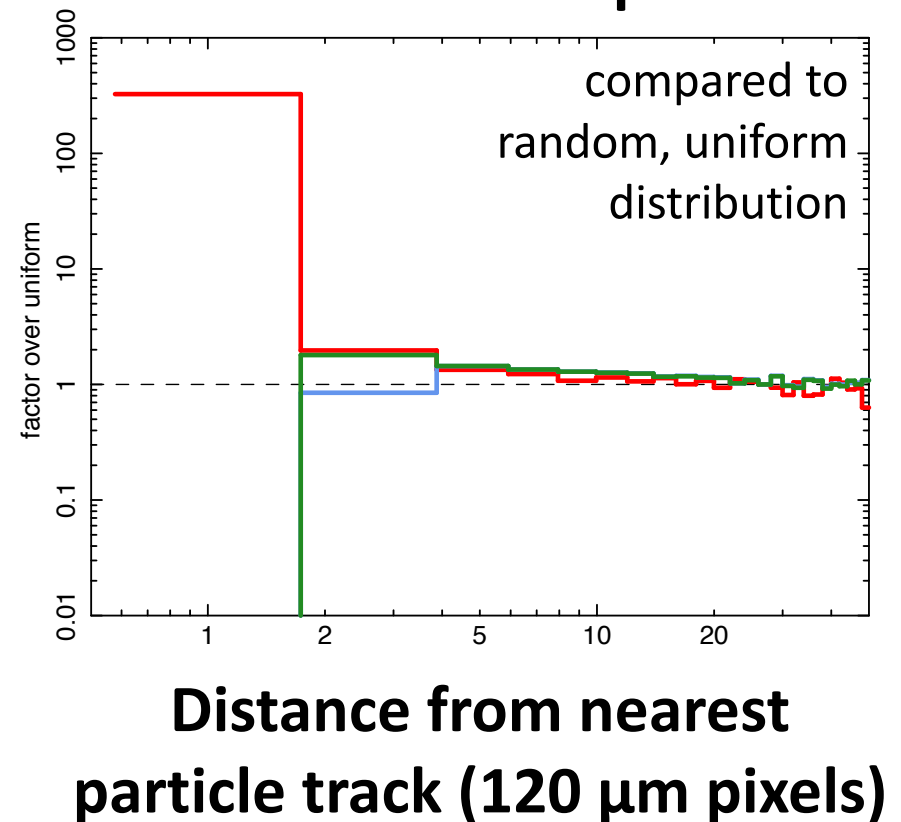 1000
compared to
random, uniform
distribution
100
factor over uniform
10
1
0.1
0.01
1 2 5 10 20
Distance from nearest
particle track (120 µm pixels)